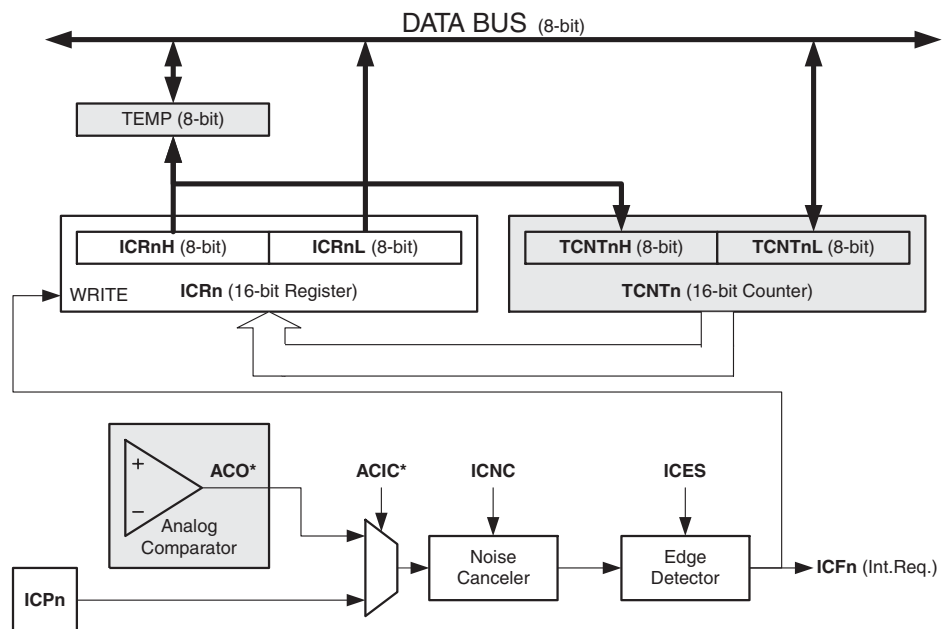 DATA BUS (8-bit)
TEMP (8-bit)
ICRnH (8-bit)
ICRnL (8-bit)
TCNTnH (8-bit)
TCNTnL (8-bit)
WRITE
ICRn (16-bit Register)
TCNTn (16-bit Counter)
+
−
ACO*
Analog
Comparator
ACIC*
ICNC
ICES
Noise
Canceler
Edge
Detector
ICFn (Int.Req.)
ICPn